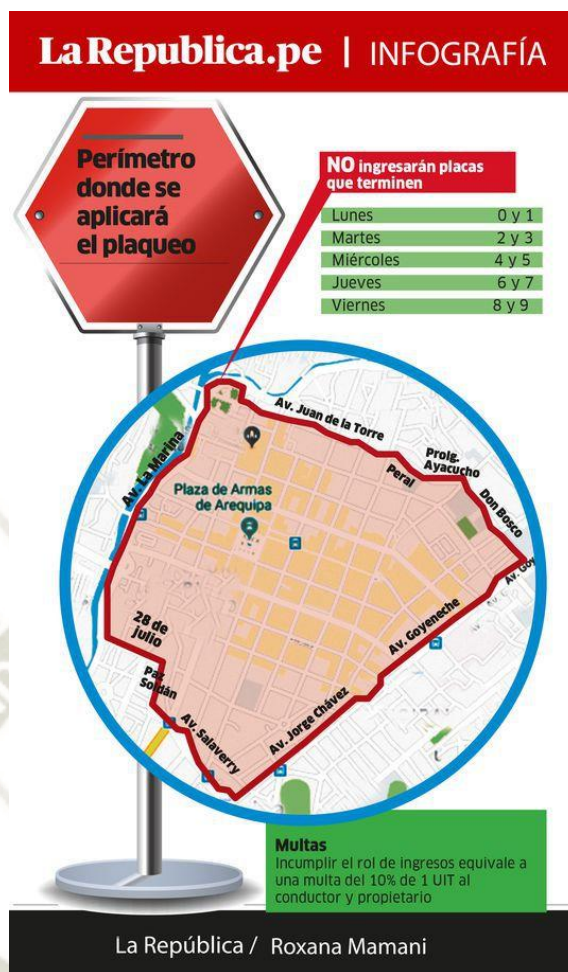 LaRepublica.pe | INFOGRAFÍA
Perímetro
donde se
aplicará
el plaqueo
NO ingresarán placas
que terminen
Lunes 0 y 1
Martes 2 y 3
Miércoles 4 y 5
Jueves 6 y 7
Viernes 8 y 9
Av. Juan de la Torre
Av. La Marina
Prolg.
Ayacucho
Peral
Don Bosco
Plaza de Armas
de Arequipa
Av. Goy
Av. Goyeneche
28 de
julio
Paz
Soldán
Av. Jorge Chávez
Av. Salaverry
Multas
Incumplir el rol de ingresos equivale a
una multa del 10% de 1 UIT al
conductor y propietario
La República / Roxana Mamani